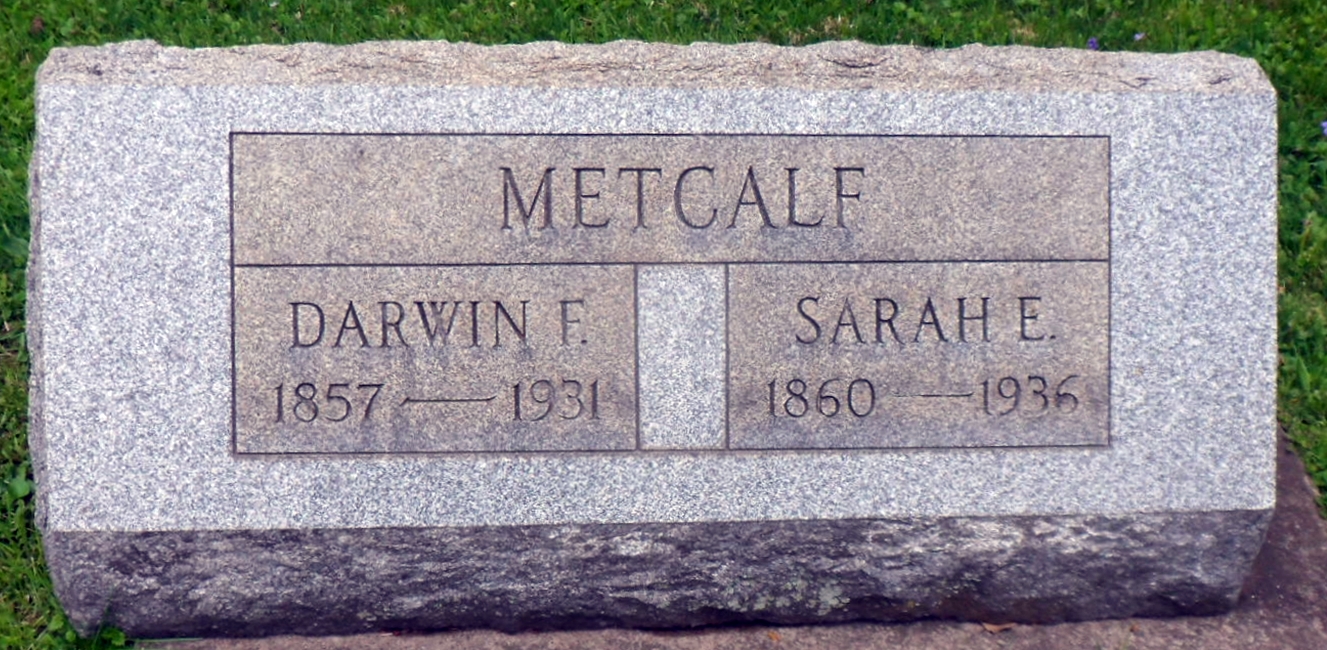 METCALF
DARWIN F.
1857 — 1931
SARAH E.
1860 — 1936